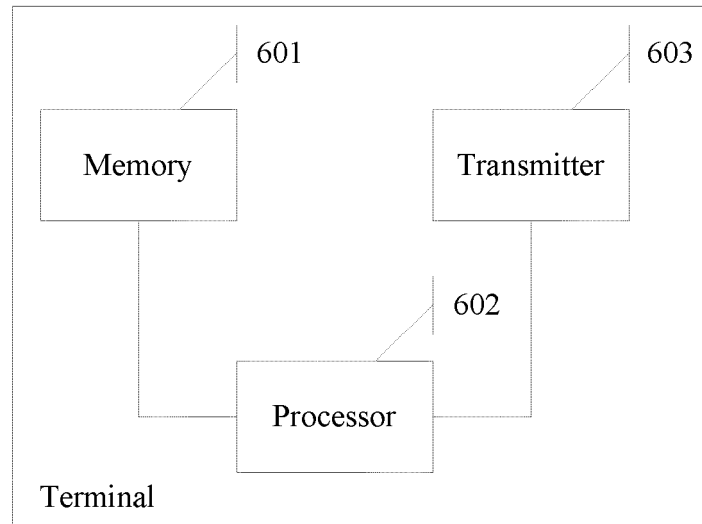 601
603
Memory
Transmitter
602
Processor
Terminal